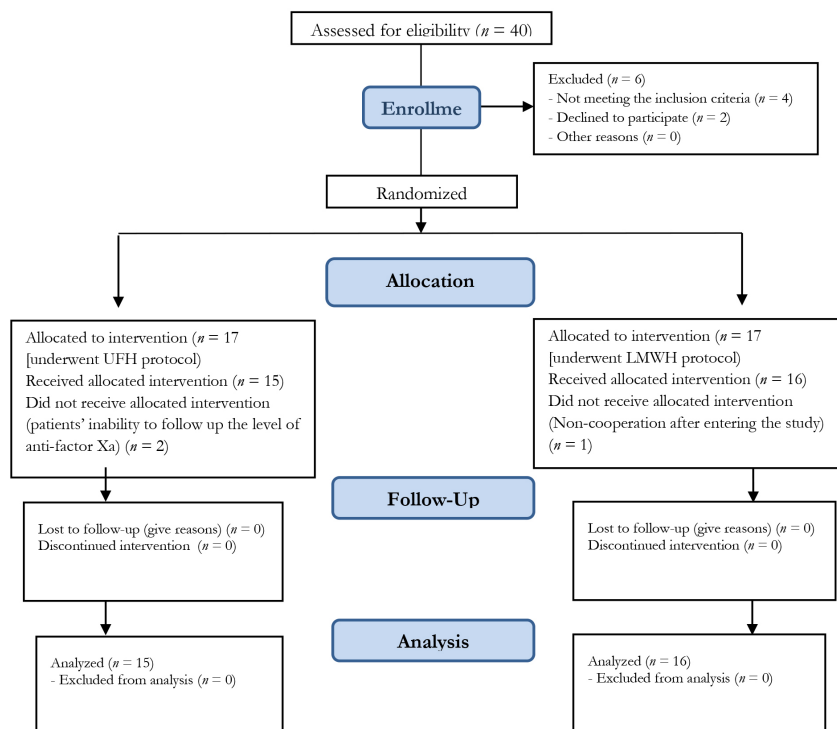 Assessed for eligibility (n = 40)
Enrollme
Excluded (n = 6)
- Not meeting the inclusion criteria (n = 4)
- Declined to participate (n = 2)
- Other reasons (n = 0)
Randomized
Allocation
Allocated to intervention (n = 17
[underwent UFH protocol)
Received allocated intervention (n = 15)
Did not receive allocated intervention
(patients' inability to follow up the level of
anti-factor Xa) (n = 2)
Allocated to intervention (n = 17
[underwent LMWH protocol)
Received allocated intervention (n = 16)
Did not receive allocated intervention
(Non-cooperation after entering the study)
(n = 1)
Follow-Up
Lost to follow-up (give reasons) (n = 0)
Discontinued intervention (n = 0)
Lost to follow-up (give reasons) (n = 0)
Discontinued intervention (n = 0)
Analysis
Analyzed (n = 15)
- Excluded from analysis (n = 0)
Analyzed (n = 16)
- Excluded from analysis (n = 0)